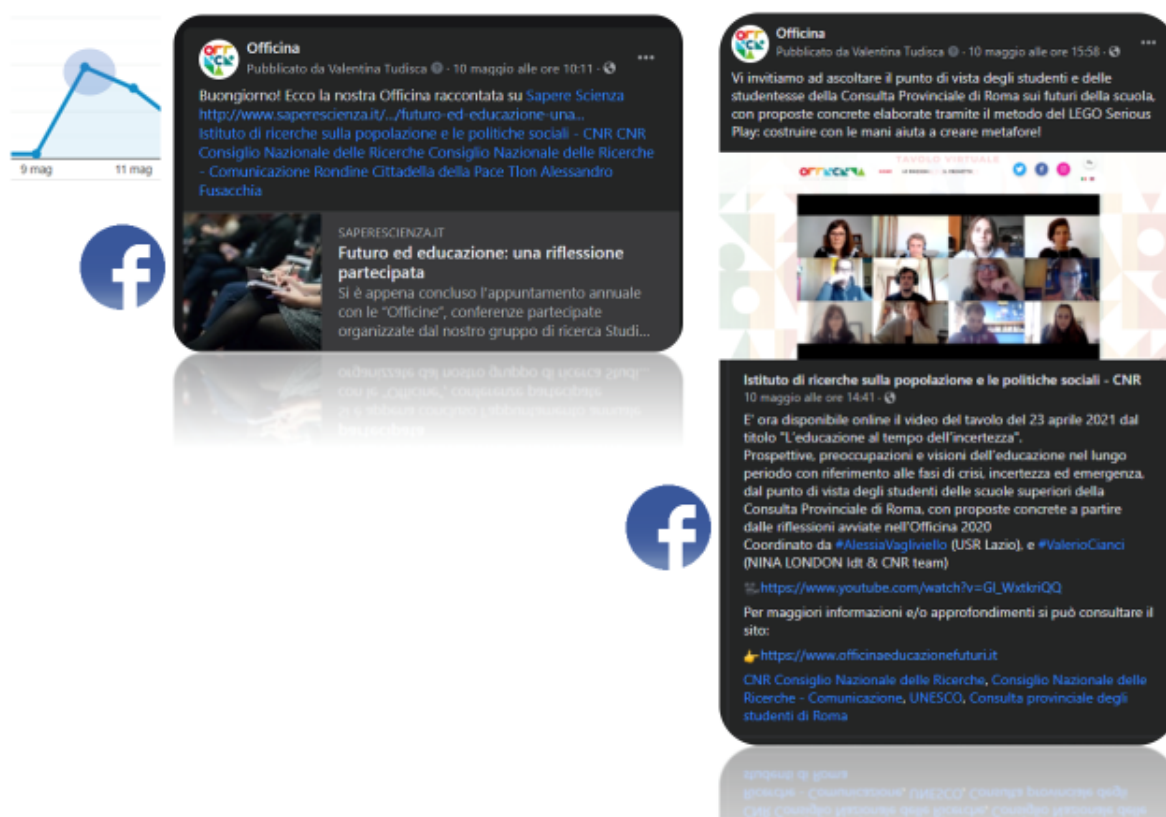 9 mag
11 mag
Officina
Pubblicato da Valentina Tudisca · 10 maggio alle ore 10:11 ·
Buongiorno! Ecco la nostra Officina raccontata su Sapere Scienza
http://www.saperescienza.it/.../futuro-ed-educazione-una...
Istituto di ricerche sulla popolazione e le politiche sociali - CNR CNR
Consiglio Nazionale delle Ricerche Consiglio Nazionale delle Ricerche
- Comunicazione Rondine Cittadella della Pace Tlon Alessandro
Fusacchia
SAPERESCIENZA.IT
Futuro ed educazione: una riflessione
partecipata
Si è appena concluso l'appuntamento annuale
con le "Officine", conferenze partecipate
organizzate dal nostro gruppo di ricerca Studi...
Officina
Pubblicato da Valentina Tudisca · 10 maggio alle ore 15:58 ·
Vi invitiamo ad ascoltare il punto di vista degli studenti e delle
studentesse della Consulta Provinciale di Roma sui futuri della scuola,
con proposte concrete elaborate tramite il metodo del LEGO Serious
Play: costruire con le mani aiuta a creare metafore!
TAVOLO VIRTUALE
Istituto di ricerche sulla popolazione e le politiche sociali - CNR
10 maggio alle ore 14:41 ·
E' ora disponibile online il video del tavolo del 23 aprile 2021 dal
titolo "L'educazione al tempo dell'incertezza".
Prospettive, preoccupazioni e visioni dell'educazione nel lungo
periodo con riferimento alle fasi di crisi, incertezza ed emergenza,
dal punto di vista degli studenti delle scuole superiori della
Consulta Provinciale di Roma, con proposte concrete a partire
dalle riflessioni avviate nell'Officina 2020
Coordinato da #AlessiaVagliviello (USR Lazio), e #ValerioCianci
(NINA LONDON ldt & CNR team)
https://www.youtube.com/watch?v=GI_WxtkriQQ
Per maggiori informazioni e/o approfondimenti si può consultare il
sito:
https://www.officinaeducazionefuturi.it
CNR Consiglio Nazionale delle Ricerche, Consiglio Nazionale delle
Ricerche - Comunicazione, UNESCO, Consulta provinciale degli
studenti di Roma